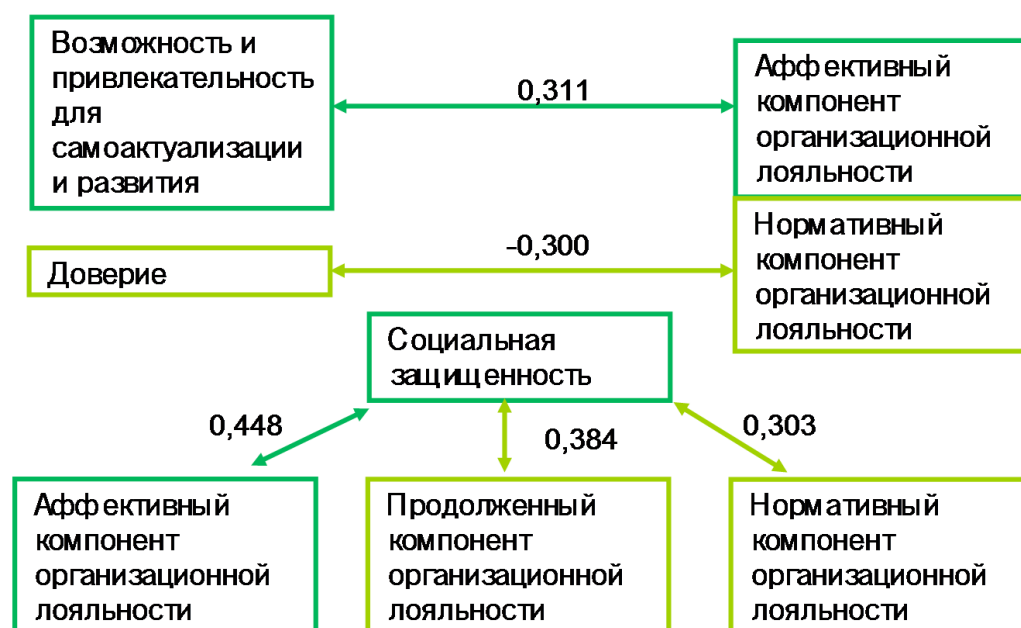 Возможность и
привлекательность
для
самоактуализации
и развития
0,311
Аффективный
компонент
организационной
лояльности
Доверие
-0,300
Нормативный
компонент
организационной
лояльности
Социальная
защищенность
0,448
0,384
0,303
Аффективный
компонент
организационной
лояльности
Продолженный
компонент
организационной
лояльности
Нормативный
компонент
организационной
лояльности